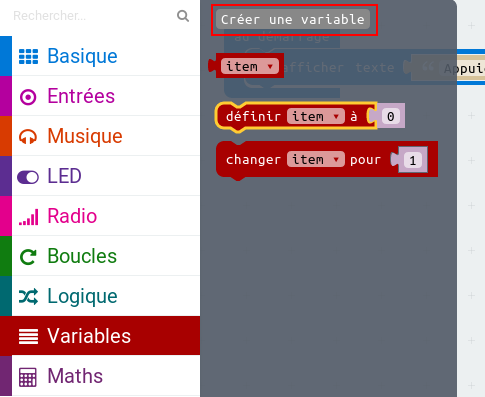 Rechercher...
Basique
Entrées
Musique
LED
Radio
Boucles
Logique
Variables
Maths
Créer une variable
au démarrage
item
afficher texte
Appui
définir item à 0
changer item pour 1